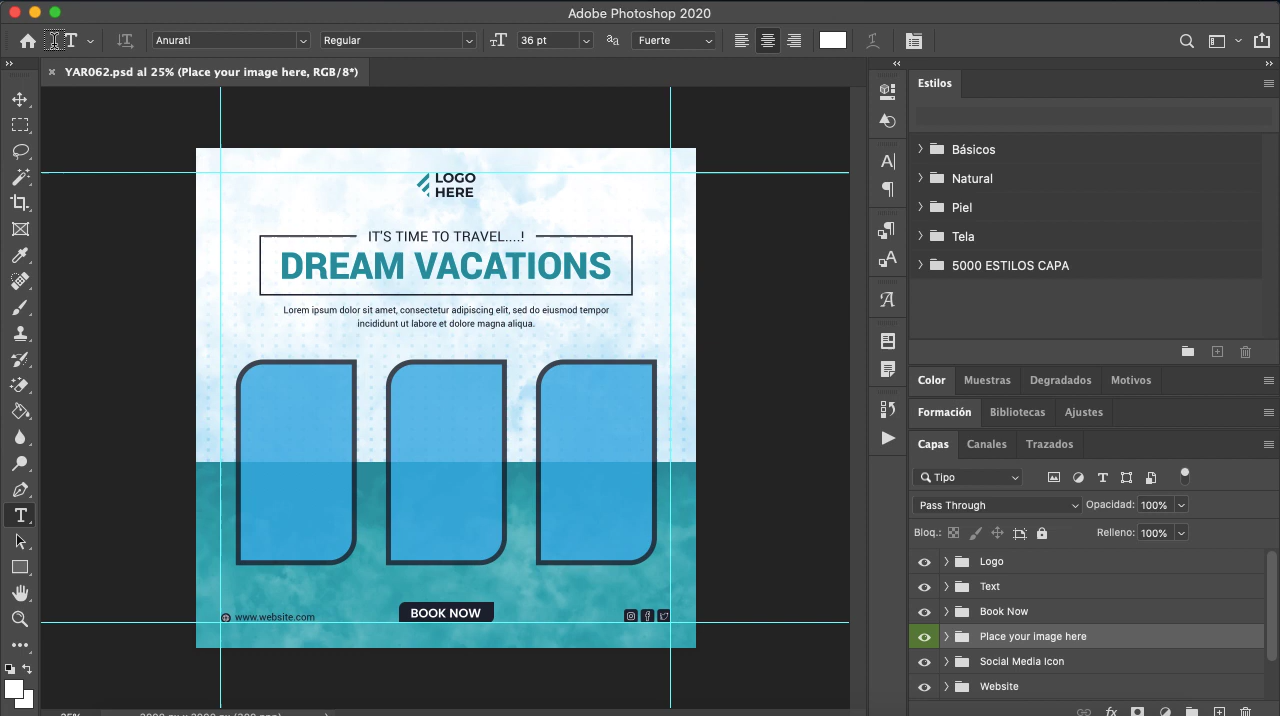 Adobe Photoshop 2020
Anurati
Regular
36 pt
aa
Fuerte
YAR062.psd al 25% (Place your image here, RGB/8*)
LOGO
HERE
IT'S TIME TO TRAVEL....!
DREAM VACATIONS
Lorem ipsum dolor sit amet, consectetur adipiscing elit, sed do eiusmod tempor
incididunt ut labore et dolore magna aliqua.
www.website.com
BOOK NOW
Estilos
Básicos
Natural
Piel
Tela
5000 ESTILOS CAPA
Color Muestras Degradados Motivos
Formación Bibliotecas Ajustes
Capas Canales Trazados
Tipo
Pass Through Opacidad: 100%
Bloq.: Relleno: 100%
Logo
Text
Book Now
Place your image here
Social Media Icon
Website
fx